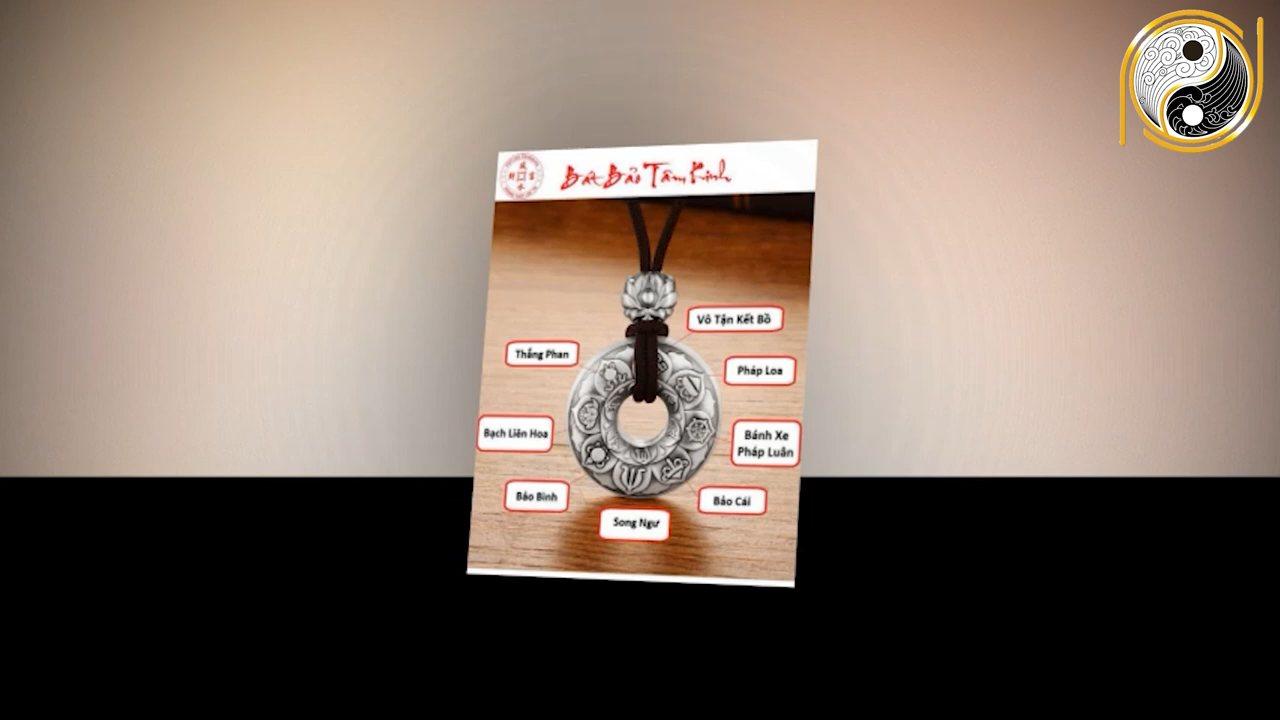 Bát Bảo Tâm Kinh
Vô Tận Kết Bồ
Thắng Phan
Pháp Loa
Bạch Liên Hoa
Bánh Xe
Pháp Luân
Bảo Bình
Bảo Cái
Song Ngư